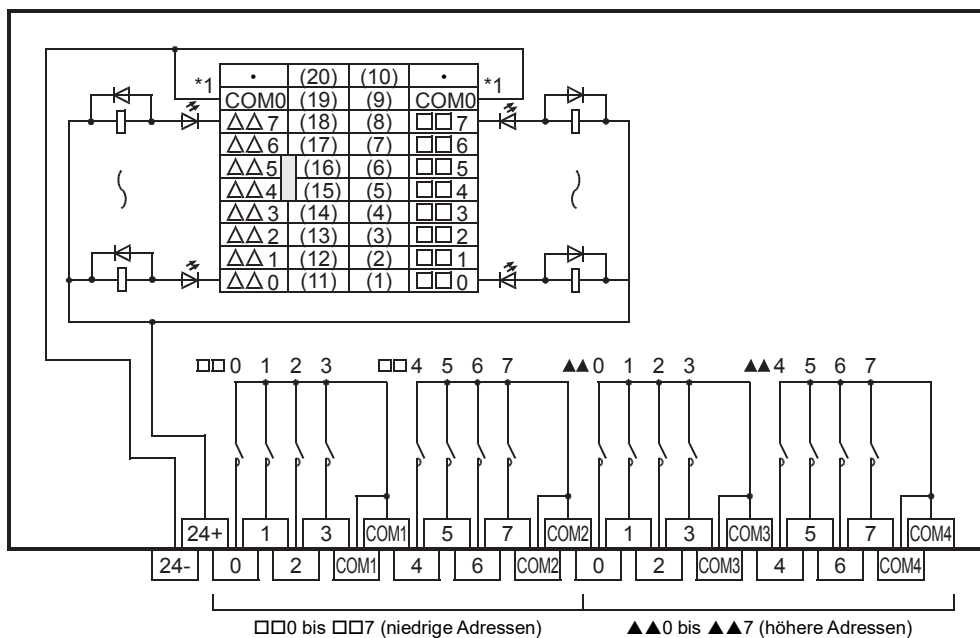 *1 • (20) (10) • *1
COM0 (19) (9) COM0
△△7 (18) (8) □□7
△△6 (17) (7) □□6
△△5 (16) (6) □□5
△△4 (15) (5) □□4
△△3 (14) (4) □□3
△△2 (13) (3) □□2
△△1 (12) (2) □□1
△△0 (11) (1) □□0
□□0 1 2 3 □□4 5 6 7 ▲▲0 1 2 3 ▲▲4 5 6 7
24+ 1 3 COM1 5 7 COM2 1 3 COM3 5 7 COM4
24- 0 2 COM1 4 6 COM2 0 2 COM3 4 6 COM4
□□0 bis □□7 (niedrige Adressen) ▲▲0 bis ▲▲7 (höhere Adressen)